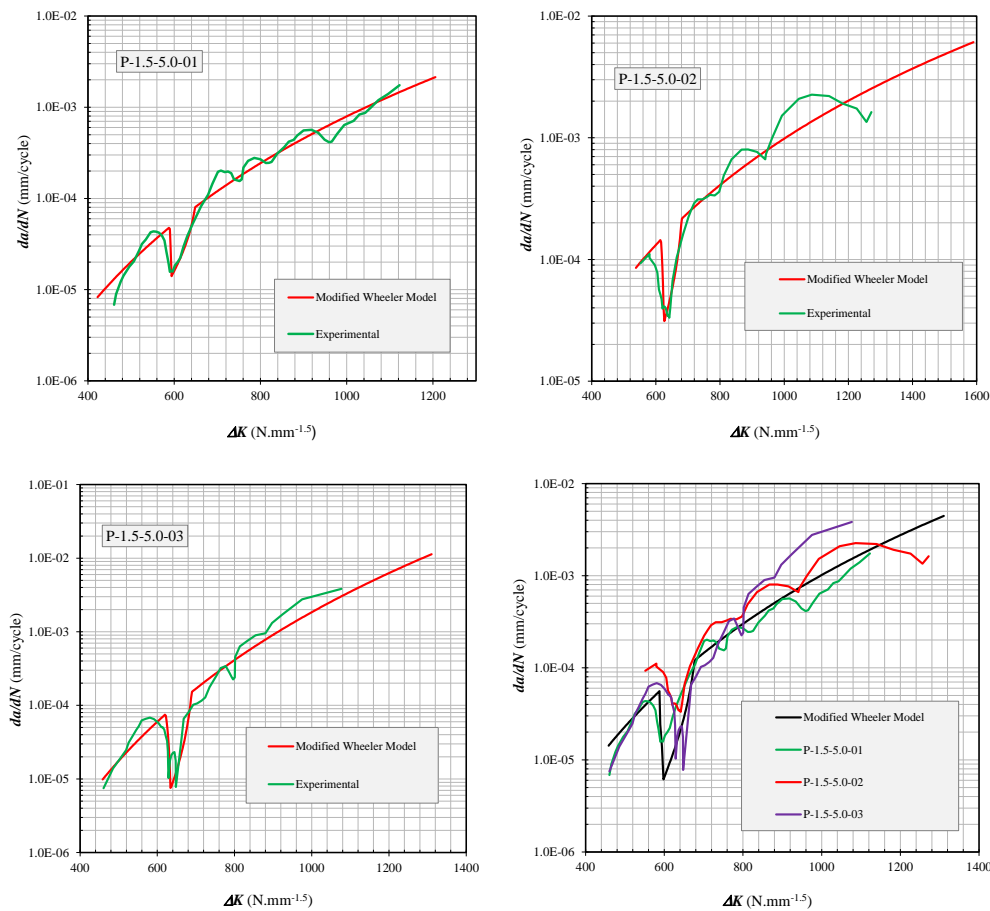 1.0E-02
1.0E-03
1.0E-04
1.0E-05
1.0E-06
da/dN (mm/cycle)
P-1.5-5.0-01
Modified Wheeler Model
Experimental
400 600 800 1000 1200
ΔK (N.mm-1.5)
1.0E-02
1.0E-03
1.0E-04
1.0E-05
da/dN (mm/cycle)
P-1.5-5.0-02
Modified Wheeler Model
Experimental
400 600 800 1000 1200 1400 1600
ΔK (N.mm-1.5)
1.0E-01
1.0E-02
1.0E-03
1.0E-04
1.0E-05
1.0E-06
da/dN (mm/cycle)
P-1.5-5.0-03
Modified Wheeler Model
Experimental
400 600 800 1000 1200 1400
ΔK (N.mm-1.5)
1.0E-02
1.0E-03
1.0E-04
1.0E-05
1.0E-06
da/dN (mm/cycle)
Modified Wheeler Model
P-1.5-5.0-01
P-1.5-5.0-02
P-1.5-5.0-03
400 600 800 1000 1200 1400
ΔK (N.mm-1.5)